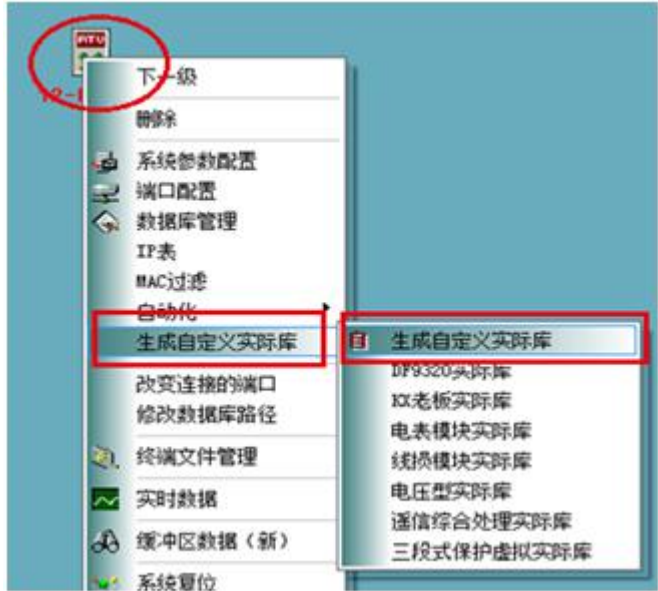 下一级
删除
系统参数配置
端口配置
数据库管理
IP表
MAC过滤
自动化
生成自定义实际库
改变连接的端口
修改数据库路径
终端文件管理
实时数据
缓冲区数据（新）
系统复位
生成自定义实际库
DF9320实际库
KX老板实际库
电表模块实际库
线损模块实际库
电压型实际库
遥信综合处理实际库
三段式保护虚拟实际库